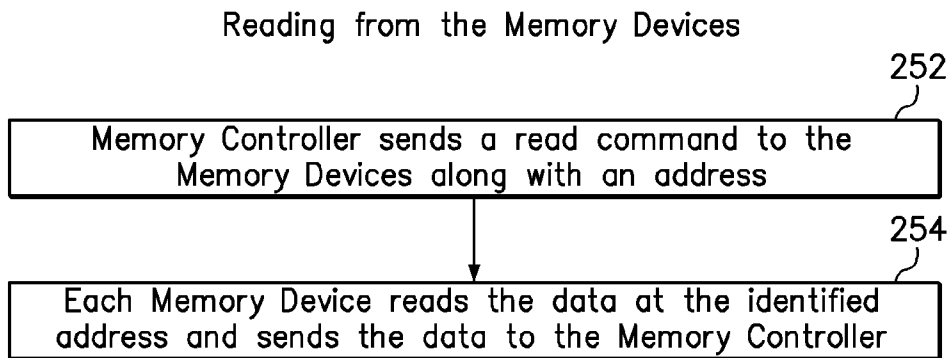 Reading from the Memory Devices
252
Memory Controller sends a read command to the
Memory Devices along with an address
254
Each Memory Device reads the data at the identified
address and sends the data to the Memory Controller